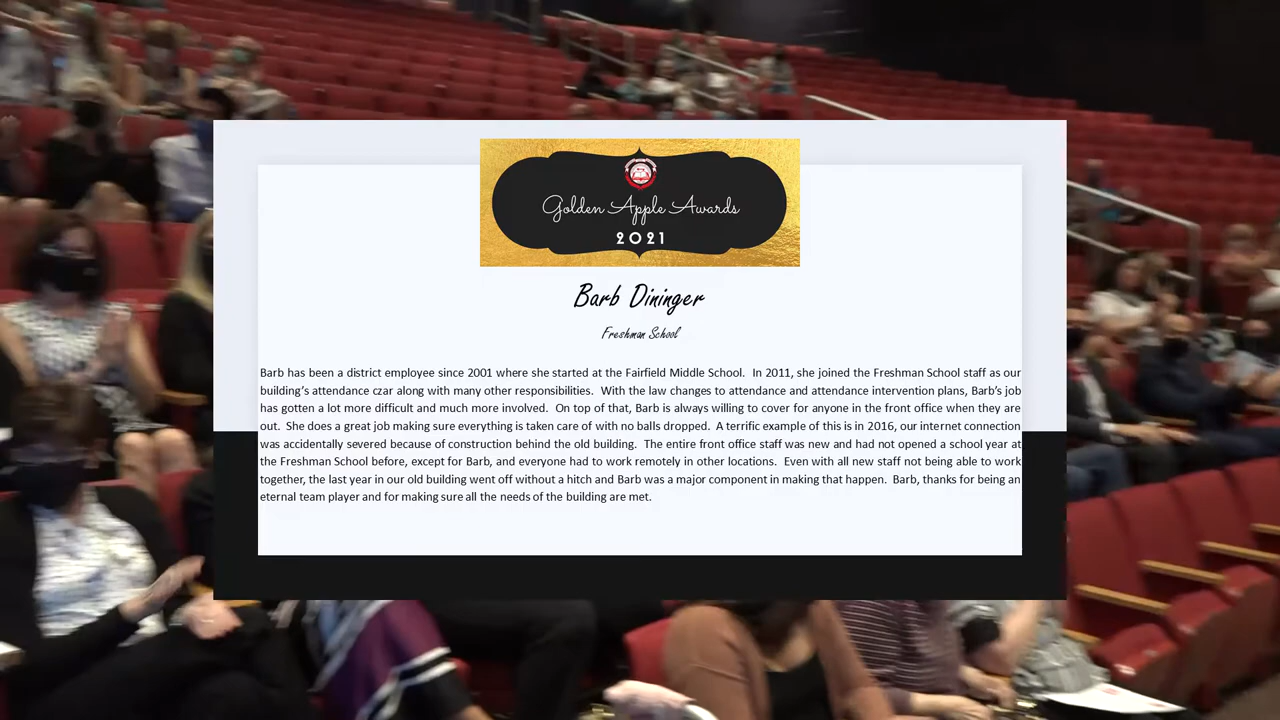 Golden Apple Awards
2021
Barb Dininger
Freshman School
Barb has been a district employee since 2001 where she started at the Fairfield Middle School.  In 2011, she joined the Freshman School staff as our
building’s attendance czar along with many other responsibilities.  With the law changes to attendance and attendance intervention plans, Barb’s job
has gotten a lot more difficult and much more involved.  On top of that, Barb is always willing to cover for anyone in the front office when they are
out.  She does a great job making sure everything is taken care of with no balls dropped.  A terrific example of this is in 2016, our internet connection
was accidentally severed because of construction behind the old building.  The entire front office staff was new and had not opened a school year at
the Freshman School before, except for Barb, and everyone had to work remotely in other locations.  Even with all new staff not being able to work
together, the last year in our old building went off without a hitch and Barb was a major component in making that happen.  Barb, thanks for being an
eternal team player and for making sure all the needs of the building are met.